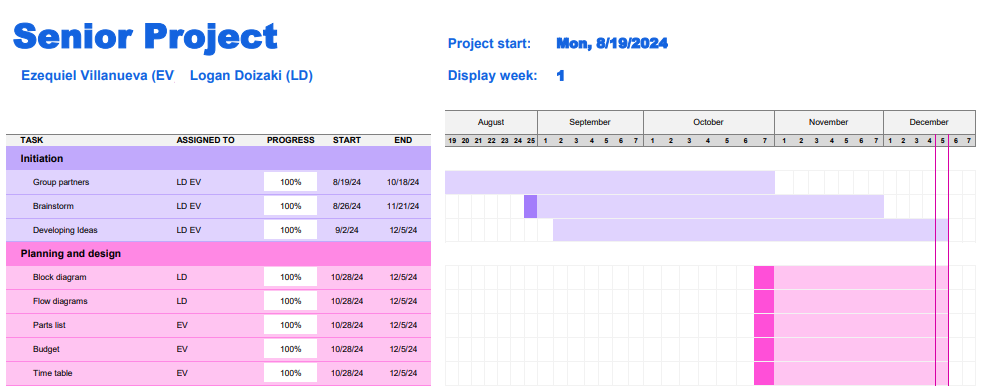 Senior Project
Project start: Mon, 8/19/2024
Ezequiel Villanueva (EV Logan Doizaki (LD)
Display week: 1
August September October November December
TASK ASSIGNED TO PROGRESS START END
19 20 21 22 23 24 25 1 2 3 4 5 6 7 1 2 3 4 5 6 7 1 2 3 4 5 6 7 1 2 3 4 5 6 7
Initiation
Group partners LD EV 100% 8/19/24 10/18/24
Brainstorm LD EV 100% 8/26/24 11/21/24
Developing Ideas LD EV 100% 9/2/24 12/5/24
Planning and design
Block diagram LD 100% 10/28/24 12/5/24
Flow diagrams LD 100% 10/28/24 12/5/24
Parts list EV 100% 10/28/24 12/5/24
Budget EV 100% 10/28/24 12/5/24
Time table EV 100% 10/28/24 12/5/24